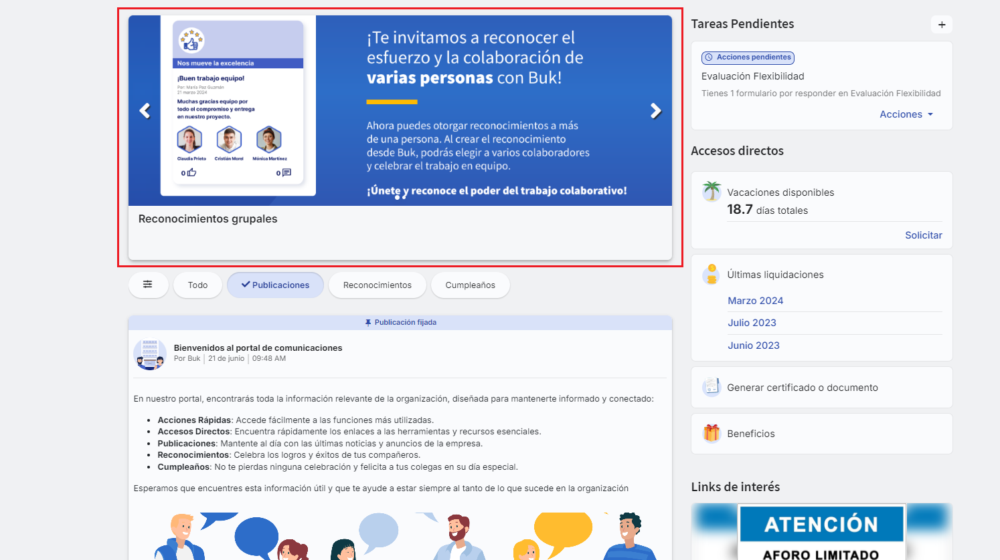 Nos mueve la excelencia
¡Buen trabajo equipo!
Por: María Paz Guzmán
21 marzo 2024
Muchas gracias equipo por
todo el compromiso y entrega
en nuestro proyecto.
Claudia Prieto
Cristián Morel
Mónica Martínez
0
0
¡Te invitamos a reconocer el
esfuerzo y la colaboración de
varias personas con Buk!
Ahora puedes otorgar reconocimientos a más
de una persona. Al crear el reconocimiento
desde Buk, podrás elegir a varios colaboradores
y celebrar el trabajo en equipo.
¡Únete y reconoce el poder del trabajo colaborativo!
Reconocimientos grupales
Todo
Publicaciones
Reconocimientos
Cumpleaños
Publicación fijada
Bienvenidos al portal de comunicaciones
Por Buk | 21 de junio | 09:48 AM
En nuestro portal, encontrarás toda la información relevante de la organización, diseñada para mantenerte informado y conectado:
• Acciones Rápidas: Accede fácilmente a las funciones más utilizadas.
• Accesos Directos: Encuentra rápidamente los enlaces a las herramientas y recursos esenciales.
• Publicaciones: Mantente al día con las últimas noticias y anuncios de la empresa.
• Reconocimientos: Celebra los logros y éxitos de tus compañeros.
• Cumpleaños: No te pierdas ninguna celebración y felicita a tus colegas en su día especial.
Esperamos que encuentres esta información útil y que te ayude a estar siempre al tanto de lo que sucede en la organización
Tareas Pendientes
+
Acciones pendientes
Evaluación Flexibilidad
Tienes 1 formulario por responder en Evaluación Flexibilidad
Acciones
Accesos directos
Vacaciones disponibles
18.7 días totales
Solicitar
Últimas liquidaciones
Marzo 2024
Julio 2023
Junio 2023
Generar certificado o documento
Beneficios
Links de interés
ATENCIÓN
AFORO LIMITADO